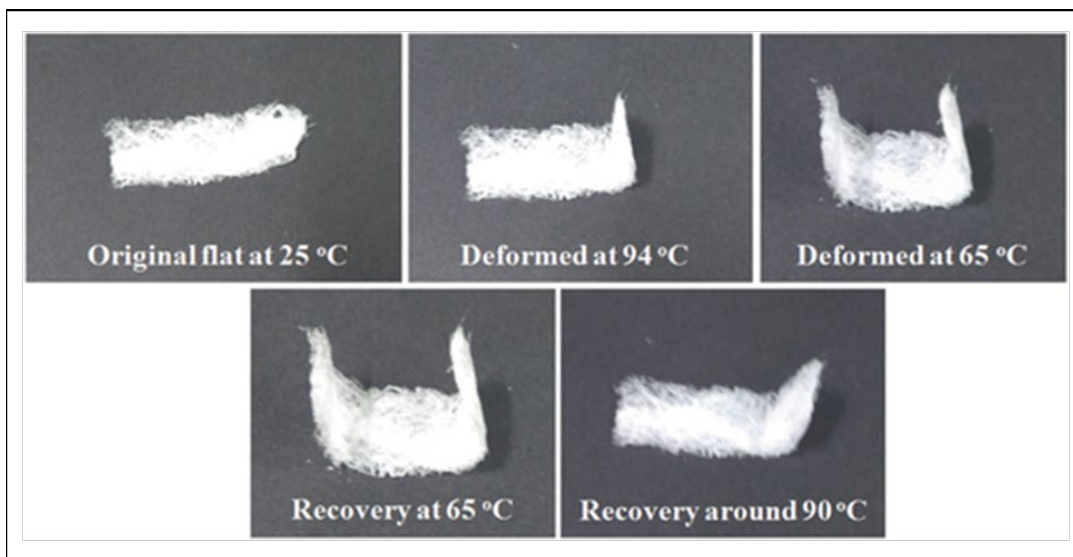 Original flat at 25 °C
Deformed at 94 °C
Deformed at 65 °C
Recovery at 65 °C
Recovery around 90 °C